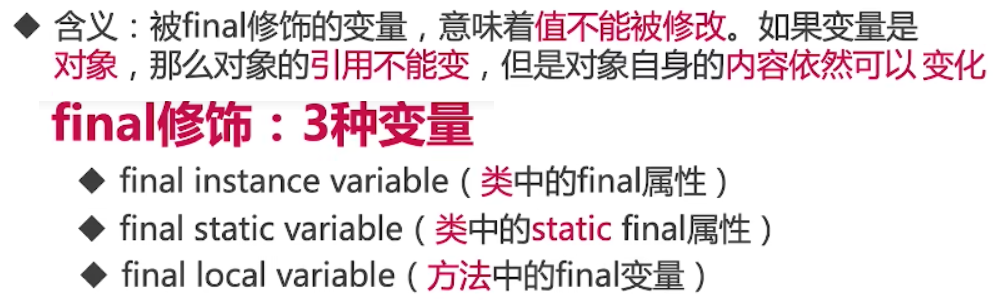 ◆ 含义：被final修饰的变量，意味着值不能被修改。如果变量是
对象，那么对象的引用不能变，但是对象自身的内容依然可以 变化
final修饰：3种变量
◆ final instance variable（类中的final属性）
◆ final static variable（类中的static final属性）
◆ final local variable（方法中的final变量）